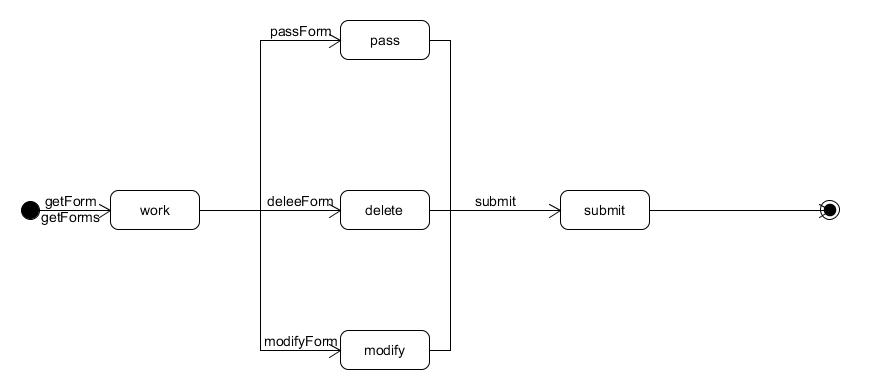 passForm
pass
getForm
getForms
work
deleeForm
delete
submit
submit
modifyForm
modify